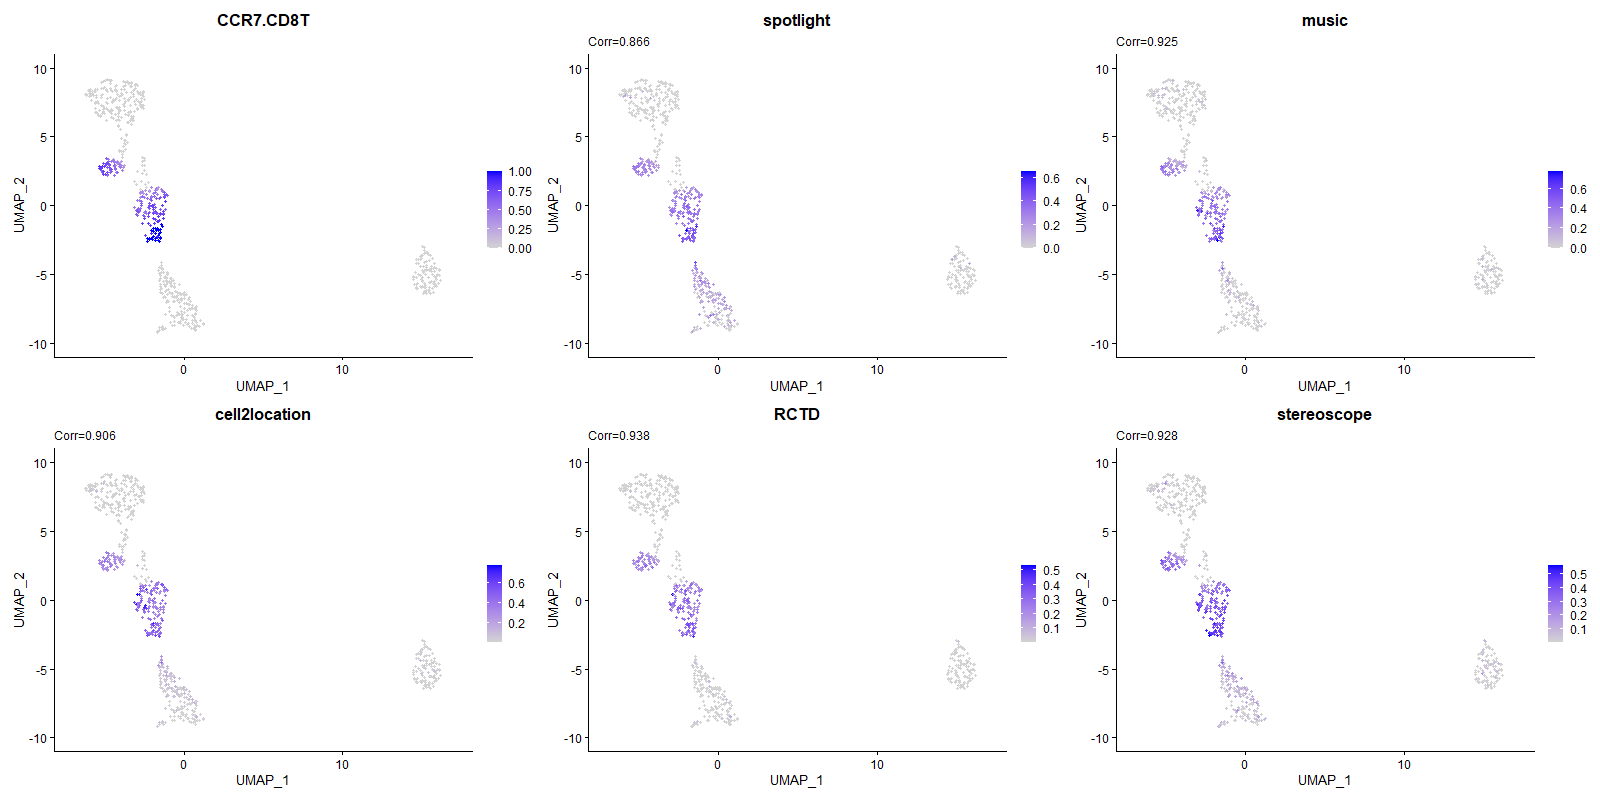 CCR7.CD8T
UMAP_2
10
5
0
-5
-10
0
10
UMAP_1
1.00
0.75
0.50
0.25
0.00
spotlight
Corr=0.866
UMAP_2
10
5
0
-5
-10
0
10
UMAP_1
0.6
0.4
0.2
0.0
music
Corr=0.925
UMAP_2
10
5
0
-5
-10
0
10
UMAP_1
0.6
0.4
0.2
0.0
cell2location
Corr=0.906
UMAP_2
10
5
0
-5
-10
0
10
UMAP_1
0.6
0.4
0.2
RCTD
Corr=0.938
UMAP_2
10
5
0
-5
-10
0
10
UMAP_1
0.5
0.4
0.3
0.2
0.1
stereoscope
Corr=0.928
UMAP_2
10
5
0
-5
-10
0
10
UMAP_1
0.5
0.4
0.3
0.2
0.1